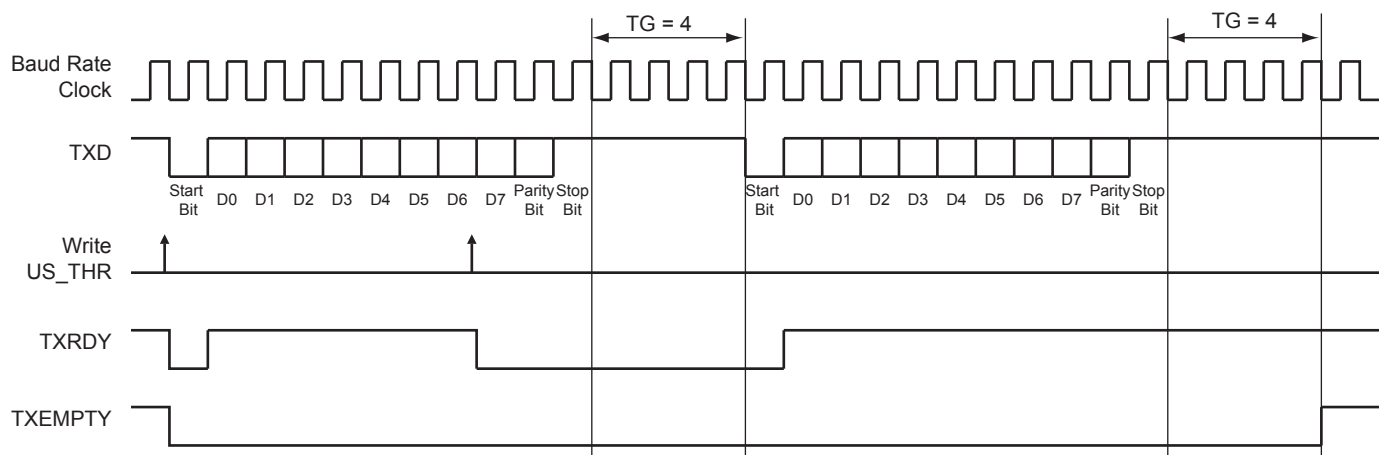 TG = 4
TG = 4
Baud Rate
Clock
TXD
Start
Bit
D0
D1
D2
D3
D4
D5
D6
D7
Parity
Bit
Stop
Bit
Start
Bit
D0
D1
D2
D3
D4
D5
D6
D7
Parity
Bit
Stop
Bit
Write
US_THR
TXRDY
TXEMPTY